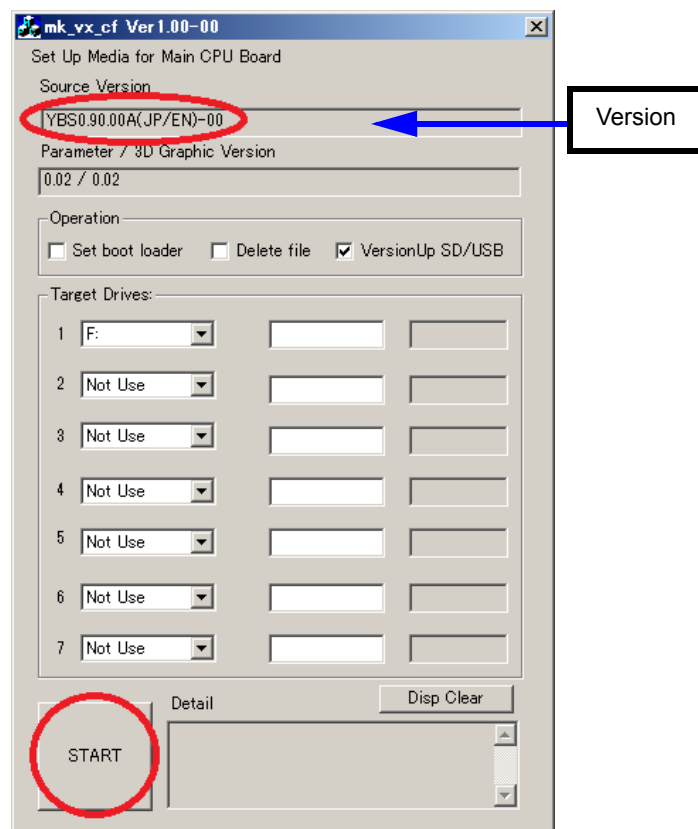 mk_vx_cf Ver1.00-00
Set Up Media for Main CPU Board
Source Version
YBS0.90.00A(JP/EN)-00
Version
Parameter / 3D Graphic Version
0.02 / 0.02
Operation
Set boot loader Delete file VersionUp SD/USB
Target Drives:
1 F:
2 Not Use
3 Not Use
4 Not Use
5 Not Use
6 Not Use
7 Not Use
Detail
Disp Clear
START